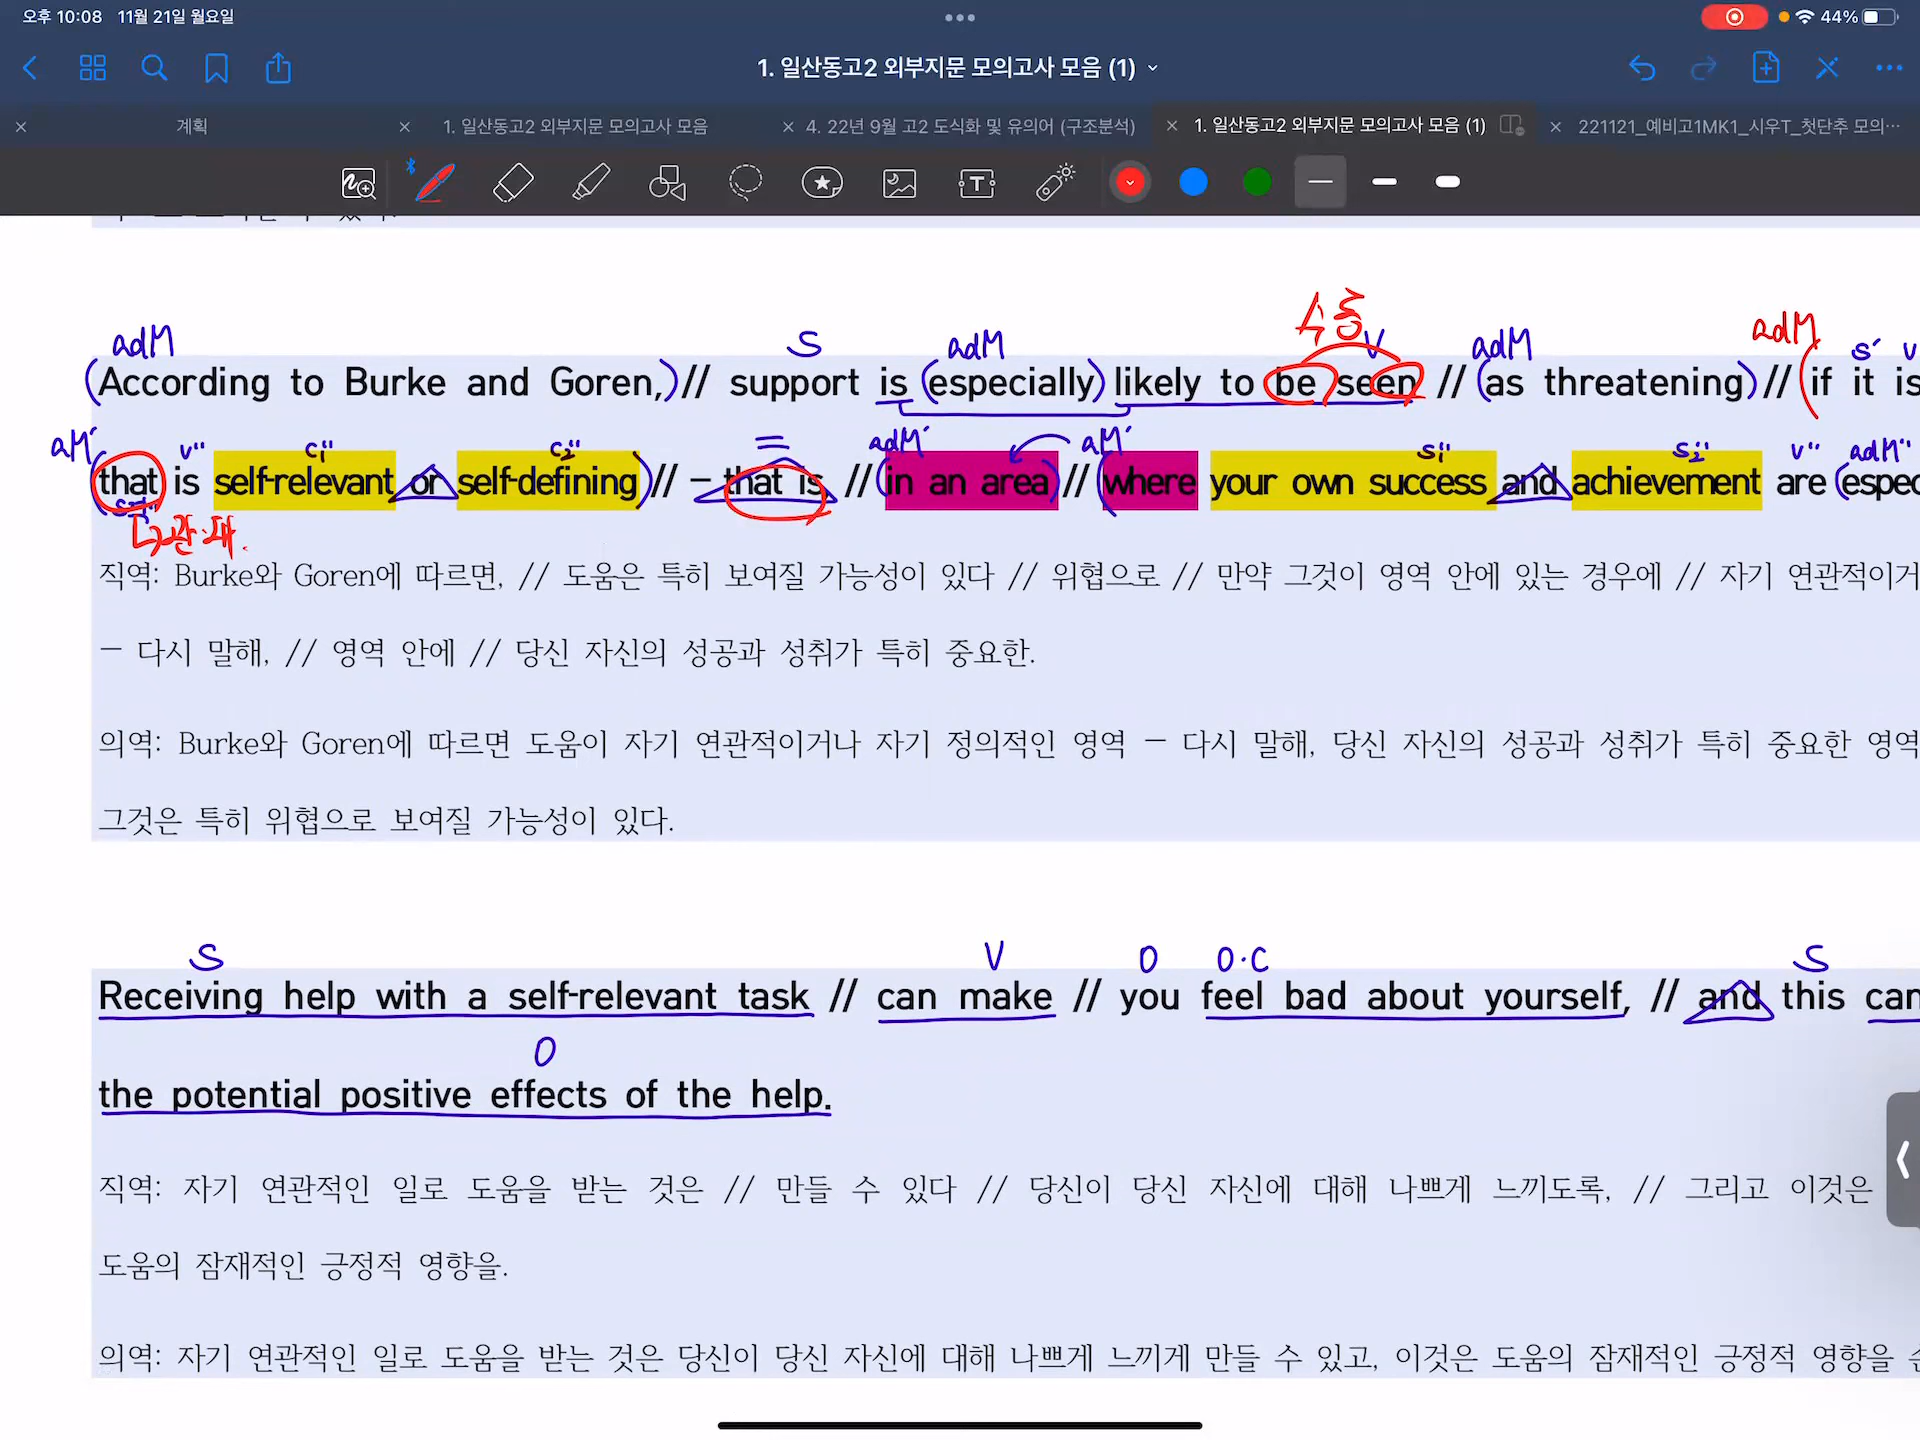 오후 10:08 11월 21일 월요일
44%
1. 일산동고2 외부지문 모의고사 모음 (1)
계획
1. 일산동고2 외부지문 모의고사 모음
4. 22년 9월 고2 도식화 및 유의어 (구조분석)
1. 일산동고2 외부지문 모의고사 모음 (1)
221121_예비고1MK1_시우T_첫단추 모의…
수동
adM S adM V adM adM s' v
(According to Burke and Goren,)// support is (especially) likely to be seen // (as threatening) // (if it is
aM' v" c1" c2" = adM' aM' s1" s2" v" adM"
(that is self-relevant or self-defining)// – that is //(in an area)// (where your own success and achievement are (espec
s"
관·대.
직역: Burke와 Goren에 따르면, // 도움은 특히 보여질 가능성이 있다 // 위협으로 // 만약 그것이 영역 안에 있는 경우에 // 자기 연관적이거
– 다시 말해, // 영역 안에 // 당신 자신의 성공과 성취가 특히 중요한.
의역: Burke와 Goren에 따르면 도움이 자기 연관적이거나 자기 정의적인 영역 – 다시 말해, 당신 자신의 성공과 성취가 특히 중요한 영역
그것은 특히 위협으로 보여질 가능성이 있다.
S V O O·C S
Receiving help with a self-relevant task // can make // you feel bad about yourself, // and this can
O
the potential positive effects of the help.
직역: 자기 연관적인 일로 도움을 받는 것은 // 만들 수 있다 // 당신이 당신 자신에 대해 나쁘게 느끼도록, // 그리고 이것은
도움의 잠재적인 긍정적 영향을.
의역: 자기 연관적인 일로 도움을 받는 것은 당신이 당신 자신에 대해 나쁘게 느끼게 만들 수 있고, 이것은 도움의 잠재적인 긍정적 영향을